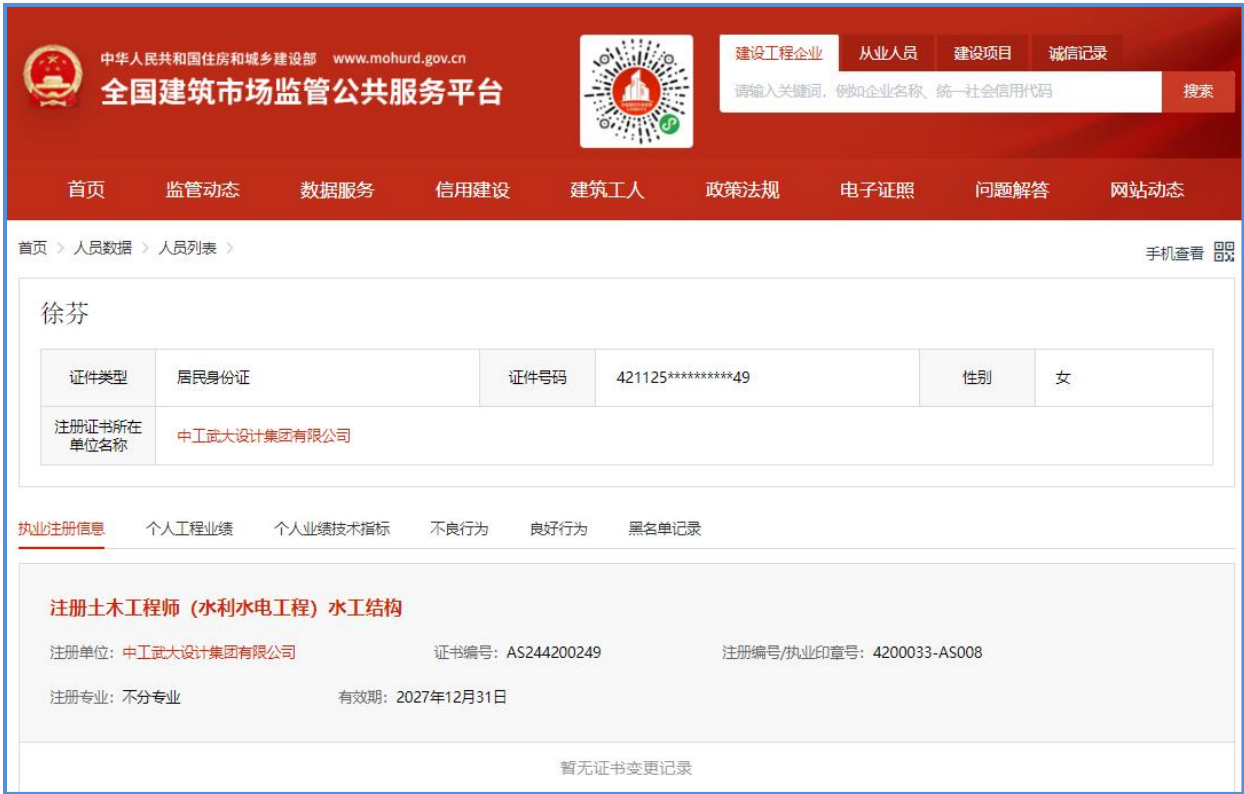 中华人民共和国住房和城乡建设部 www.mohurd.gov.cn
全国建筑市场监管公共服务平台
建设工程企业 从业人员 建设项目 诚信记录
请输入关键词，例如企业名称、统一社会信用代码 搜索
首页 监管动态 数据服务 信用建设 建筑工人 政策法规 电子证照 问题解答 网站动态
首页 > 人员数据 > 人员列表 >
手机查看
徐芬
证件类型 居民身份证 证件号码 421125**********49 性别 女
注册证书所在
单位名称
中工武大设计集团有限公司
执业注册信息 个人工程业绩 个人业绩技术指标 不良行为 良好行为 黑名单记录
注册土木工程师（水利水电工程）水工结构
注册单位：中工武大设计集团有限公司 证书编号：AS244200249 注册编号/执业印章号：4200033-AS008
注册专业：不分专业 有效期：2027年12月31日
暂无证书变更记录